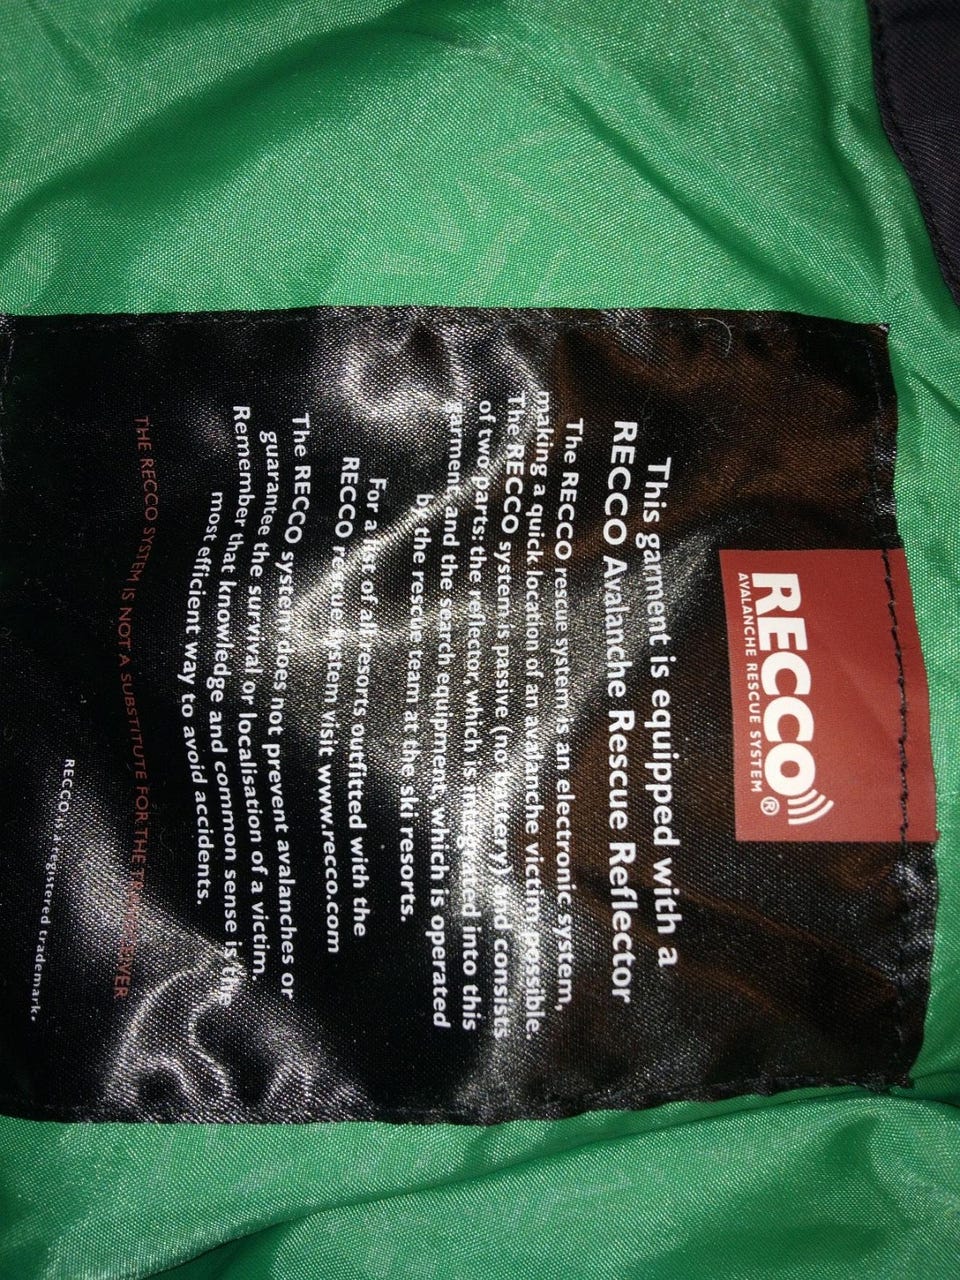 RECCO®
AVALANCHE RESCUE SYSTEM
This garment is equipped with a
RECCO Avalanche Rescue Reflector
The RECCO rescue system is an electronic system,
making a quick location of an avalanche victim possible.
The RECCO system is passive (no battery) and consists
of two parts: the reflector, which is integrated into this
garment and the search equipment, which is operated
by the rescue team at the ski resorts.
For a list of all resorts outfitted with the
RECCO rescue system visit www.recco.com
The RECCO system does not prevent avalanches or
guarantee the survival or localisation of a victim.
Remember that knowledge and common sense is the
most efficient way to avoid accidents.
THE RECCO SYSTEM IS NOT A SUBSTITUTE FOR THE
RECCO is registered trademark.